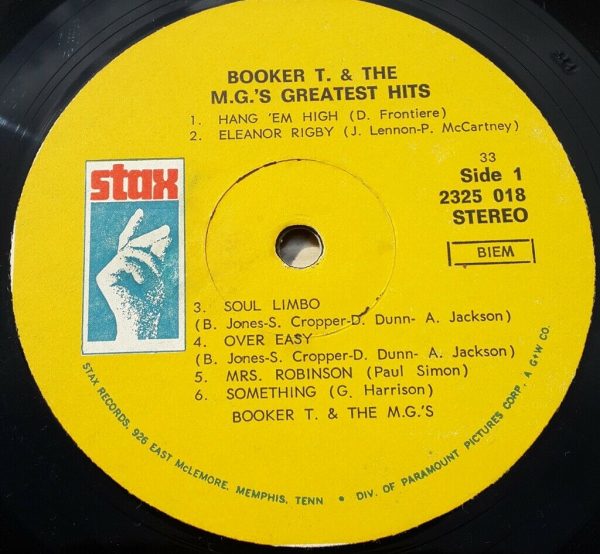 BOOKER T. & THE
M.G.'S GREATEST HITS
1. HANG 'EM HIGH (D. Frontiere)
2. ELEANOR RIGBY (J. Lennon-P. McCartney)
33
Side 1
2325 018
STEREO
BIEM
stax
3. SOUL LIMBO
(B. Jones-S. Cropper-D. Dunn- A. Jackson)
4. OVER EASY
(B. Jones-S. Cropper-D. Dunn- A. Jackson)
5. MRS. ROBINSON (Paul Simon)
6. SOMETHING (G. Harrison)
BOOKER T. & THE M.G.'S
STAX RECORDS, 926 EAST McLEMORE, MEMPHIS, TENN • DIV. OF PARAMOUNT PICTURES CORP., A G+W CO.